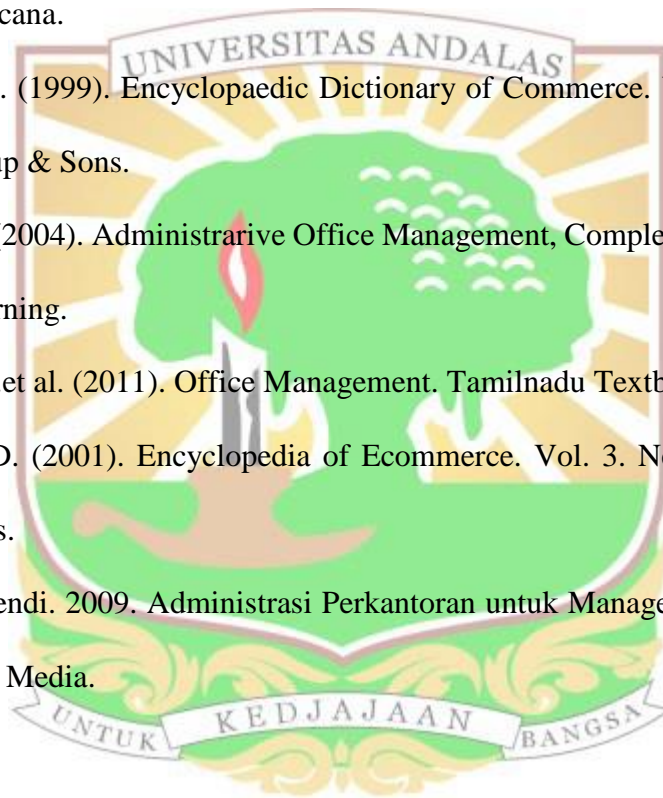 cana.
UNIVERSITAS ANDALAS
. (1999). Encyclopaedic Dictionary of Commerce.
up & Sons.
(2004). Administrarive Office Management, Comple
rning.
et al. (2011). Office Management. Tamilnadu Textb
D. (2001). Encyclopedia of Ecommerce. Vol. 3. N
s.
endi. 2009. Administrasi Perkantoran untuk Manage
Media.
UNTUK KEDJAJAAN BANGSA